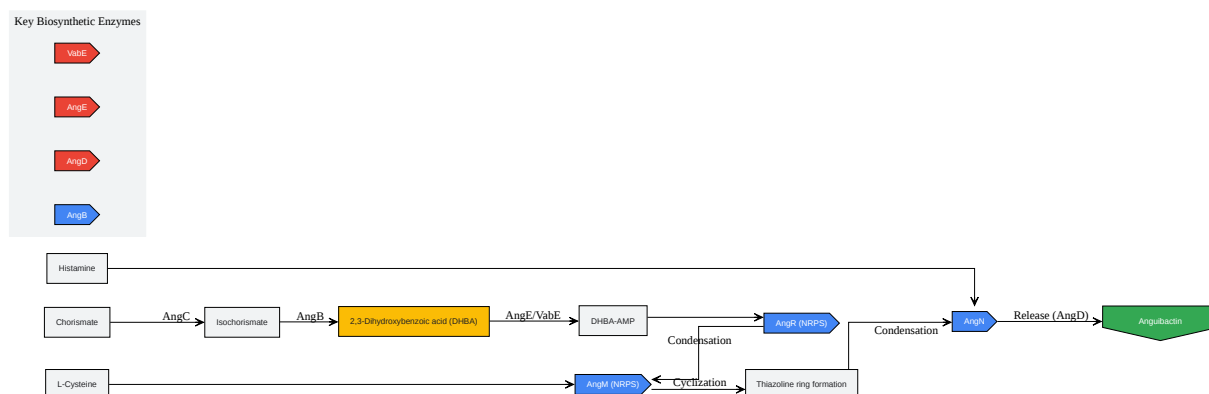 Key Biosynthetic Enzymes
VabE
AngE
AngD
AngB
Histamine
Chorismate
AngC
Isochorismate
AngB
2,3-Dihydroxybenzoic acid (DHBA)
AngE/VabE
DHBA-AMP
AngR (NRPS)
Condensation
AngN
Release (AngD)
Anguibactin
Condensation
L-Cysteine
AngM (NRPS)
Cyclization
Thiazoline ring formation